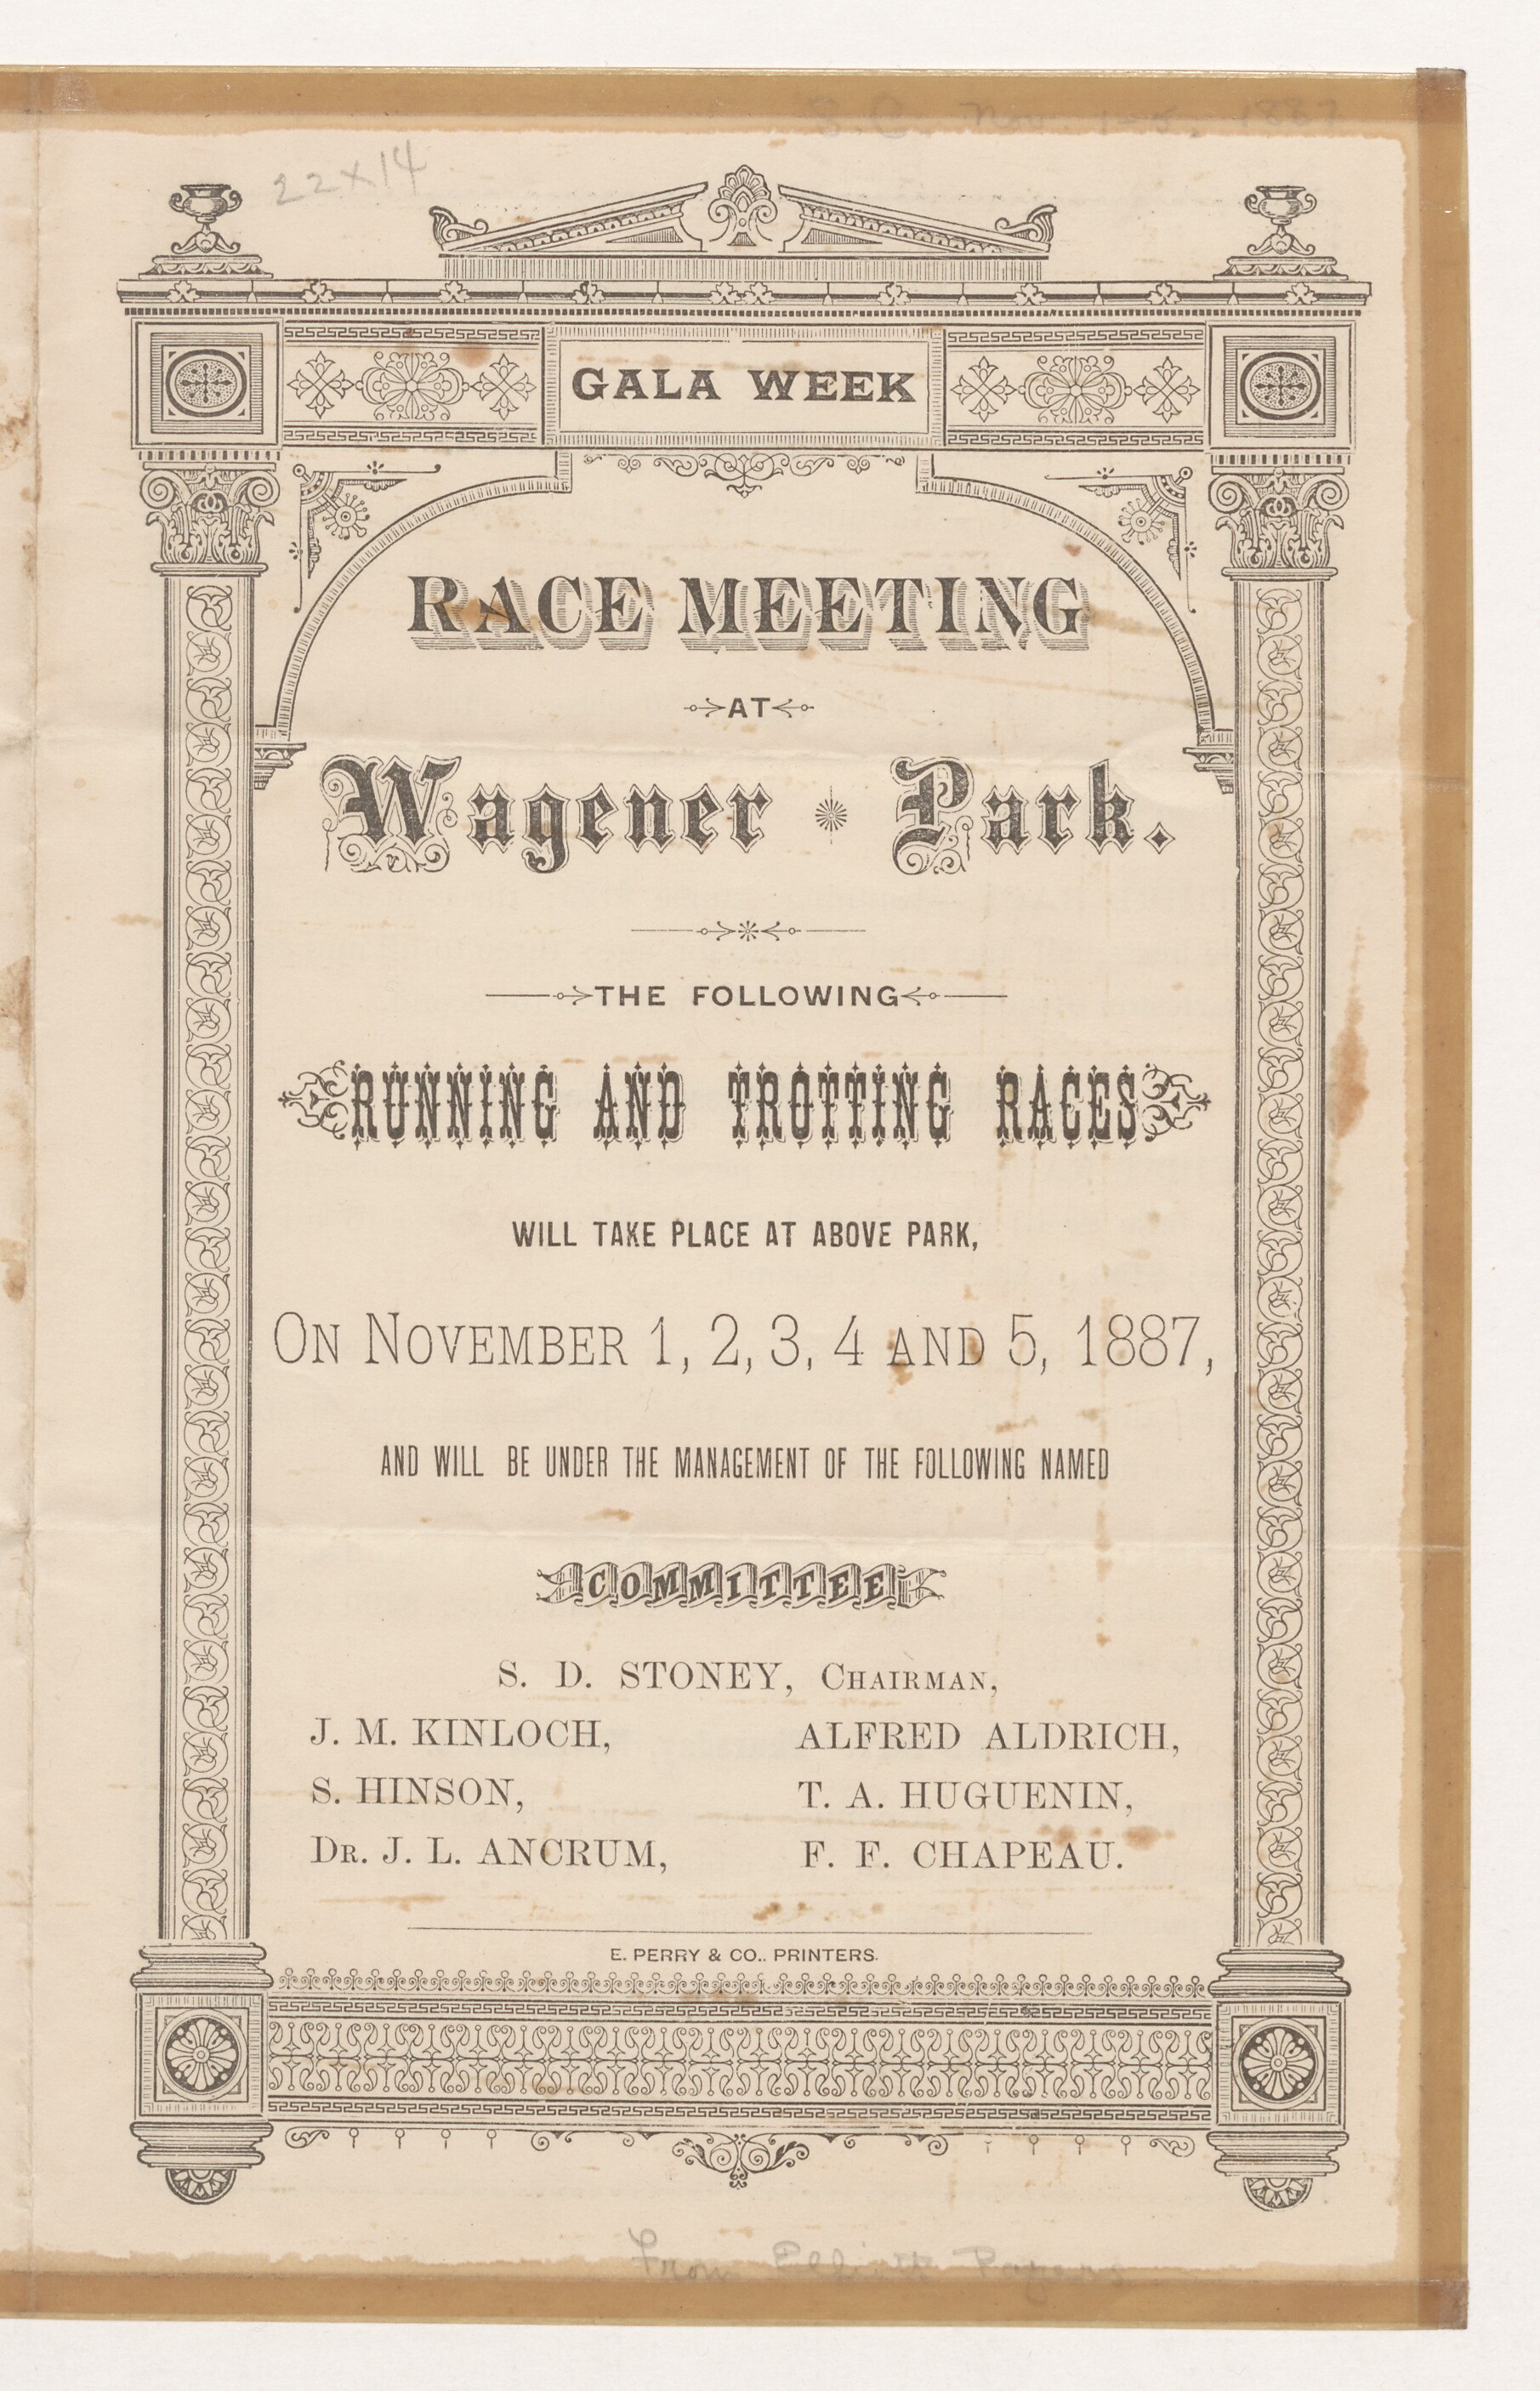 S.C. Nov. 1-5, 1887
22x14
GALA WEEK
RACE MEETING
AT
Wagener Park.
THE FOLLOWING
RUNNING AND TROTTING RACES
WILL TAKE PLACE AT ABOVE PARK,
ON NOVEMBER 1, 2, 3, 4 AND 5, 1887,
AND WILL BE UNDER THE MANAGEMENT OF THE FOLLOWING NAMED
COMMITTEE
S. D. STONEY, CHAIRMAN,
J. M. KINLOCH, ALFRED ALDRICH,
S. HINSON, T. A. HUGUENIN,
DR. J. L. ANCRUM, F. F. CHAPEAU.
E. PERRY & CO., PRINTERS.
From Elliott Papers